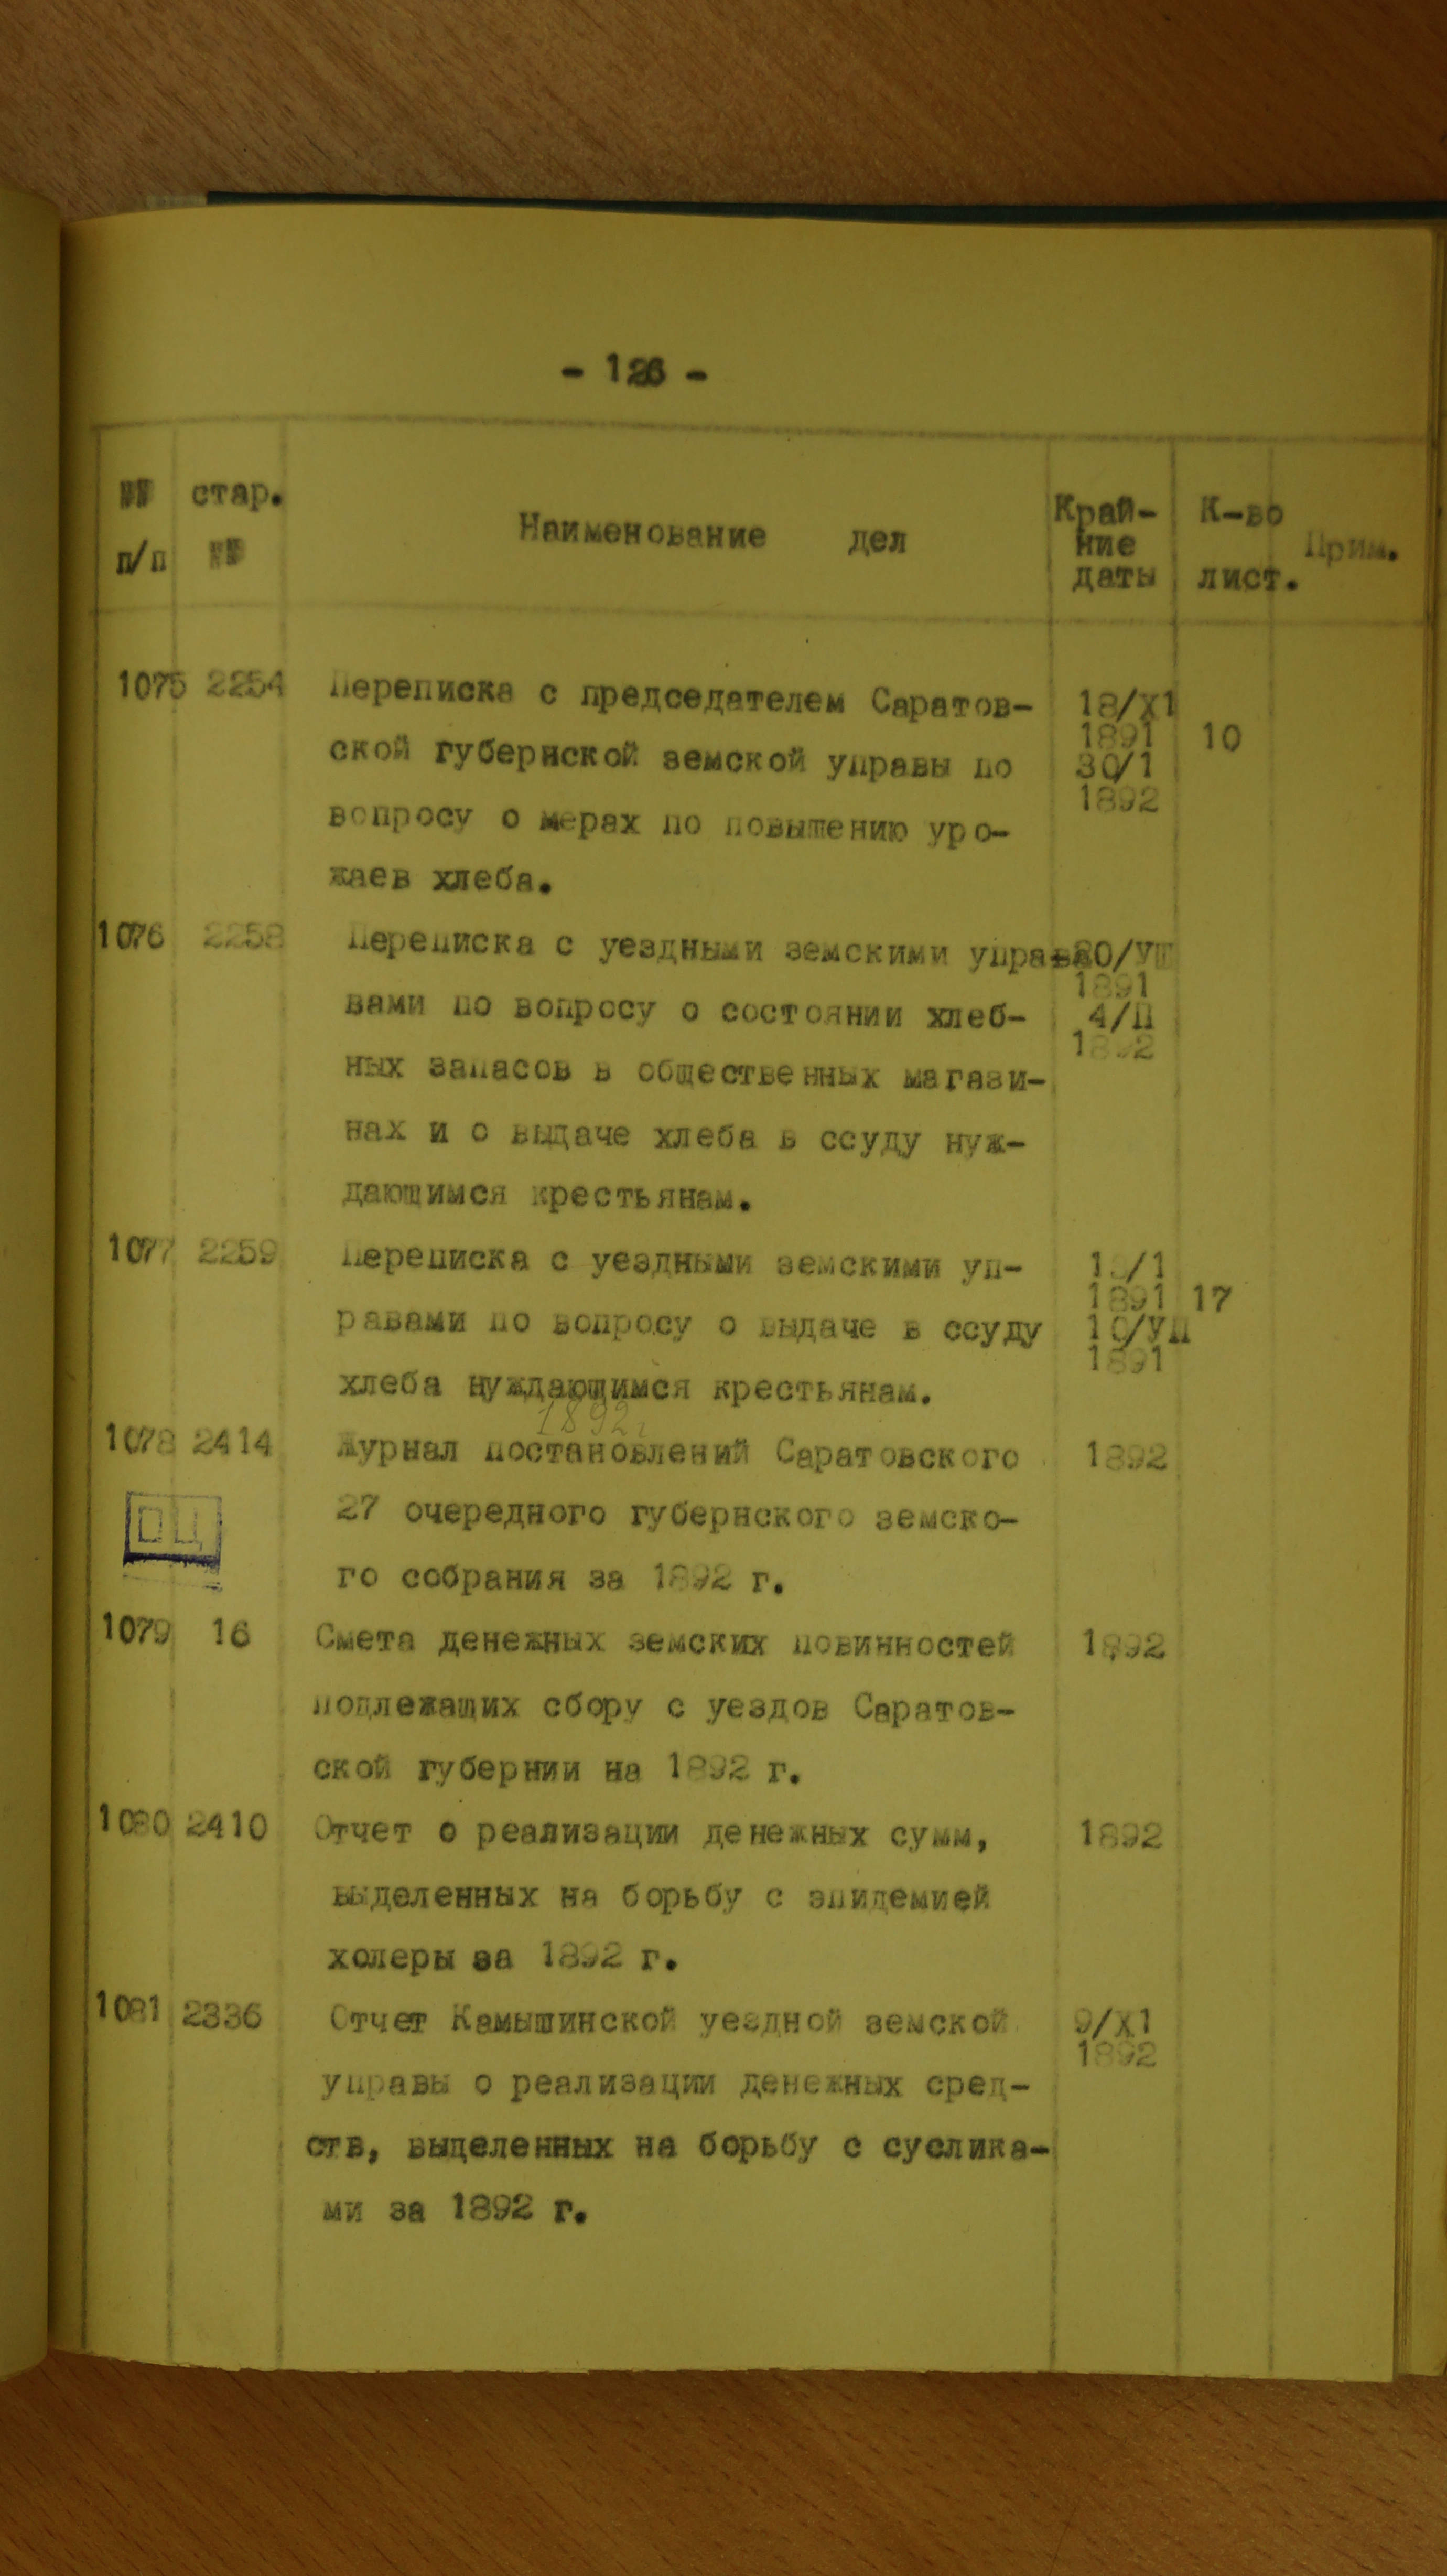 - 126 -
№№ стар. Край- К-во
Наименование дел ние Прим.
п/п №№ даты лист.
1075 2254 Переписка с председателем Саратов- 18/X1
1891 10
ской губернской земской управы по 30/1
1892
вопросу о мерах по повышению уро-
жаев хлеба.
1076 2258 Переписка с уездными земскими упра 20/УШ
1891
вами по вопросу о состоянии хлеб- 4/П
1892
ных запасов в общественных магази-
нах и о выдаче хлеба в ссуду нуж-
дающимся крестьянам.
1077 2259 Переписка с уездными земскими уп- /1
1891 17
равами по вопросу о выдаче в ссуду 10/УП
1891
хлеба нуждающимся крестьянам.
1892г
1078 2414 Журнал постановлений Саратовского 1892
27 очередного губернского земско-
ОЦ
го собрания за 1892 г.
1079 16 Смета денежных земских повинностей 1892
подлежащих сбору с уездов Саратов-
ской губернии на 1892 г.
1080 2410 Отчет о реализации денежных сумм, 1892
выделенных на борьбу с эпидемией
холеры за 1892 г.
1081 2336 Отчет Камышинской уездной земской 9/X1
1892
управы о реализации денежных сред-
ств, выделенных на борьбу с суслика-
ми за 1892 г.